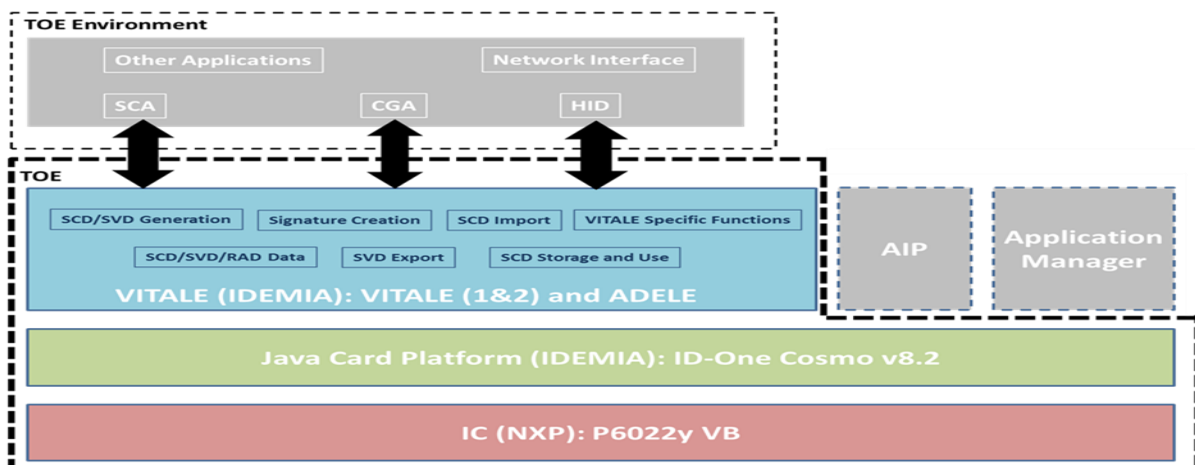 TOE Environment
Other Applications
Network Interface
SCA
CGA
HID
TOE
SCD/SVD Generation
Signature Creation
SCD Import
VITALE Specific Functions
SCD/SVD/RAD Data
SVD Export
SCD Storage and Use
VITALE (IDEMIA): VITALE (1&2) and ADELE
AIP
Application
Manager
Java Card Platform (IDEMIA): ID-One Cosmo v8.2
IC (NXP): P6022y VB